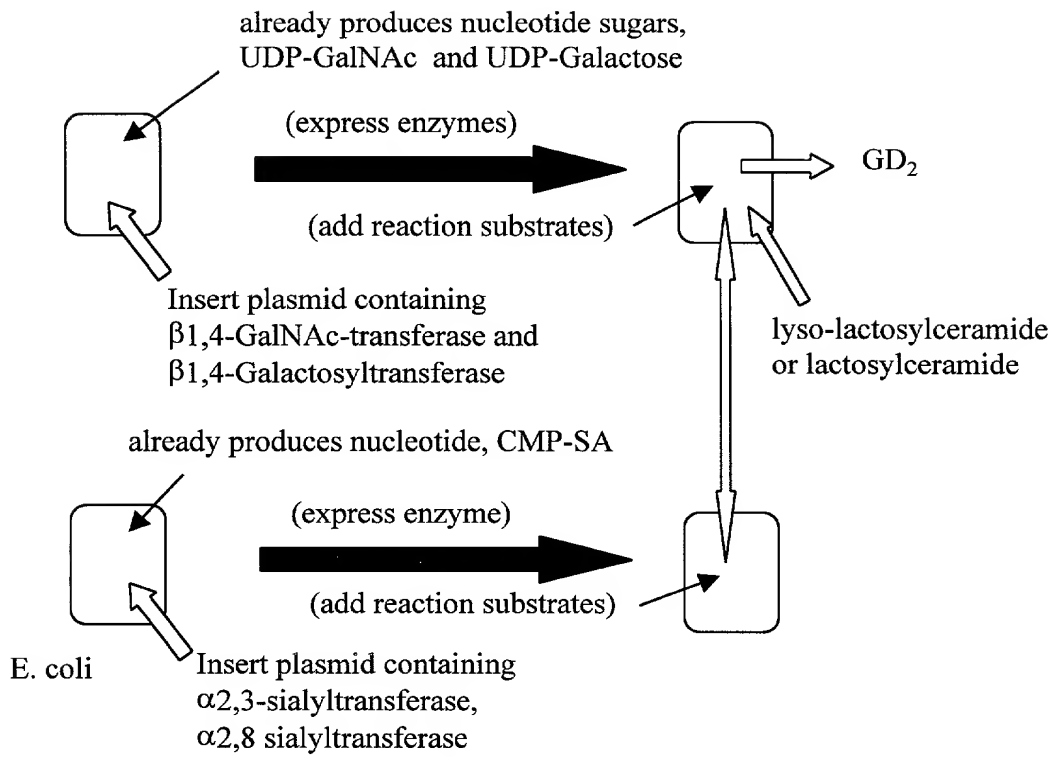 already produces nucleotide sugars,
UDP-GalNAc and UDP-Galactose
(express enzymes)
GD₂
(add reaction substrates)
Insert plasmid containing
β1,4-GalNAc-transferase and
β1,4-Galactosyltransferase
lyso-lactosylceramide
or lactosylceramide
already produces nucleotide, CMP-SA
(express enzyme)
(add reaction substrates)
E. coli
Insert plasmid containing
α2,3-sialyltransferase,
α2,8 sialyltransferase